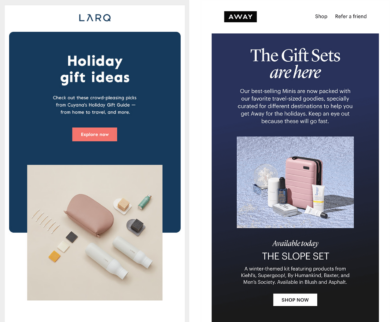 LARQ
Holiday
gift ideas
Check out these crowd-pleasing picks
from Cuyana's Holiday Gift Guide —
from home to travel, and more.
Explore now
AWAY
Shop Refer a friend
The Gift Sets
are here
Our best-selling Minis are now packed with
our favorite travel-sized goodies, specially
curated for different destinations to help you
get Away for the holidays. Keep an eye out
because these will go fast.
Available today
THE SLOPE SET
A winter-themed kit featuring products from
Kiehl's, Supergoop!, By Humankind, Baxter, and
Men's Society. Available in Blush and Asphalt.
SHOP NOW